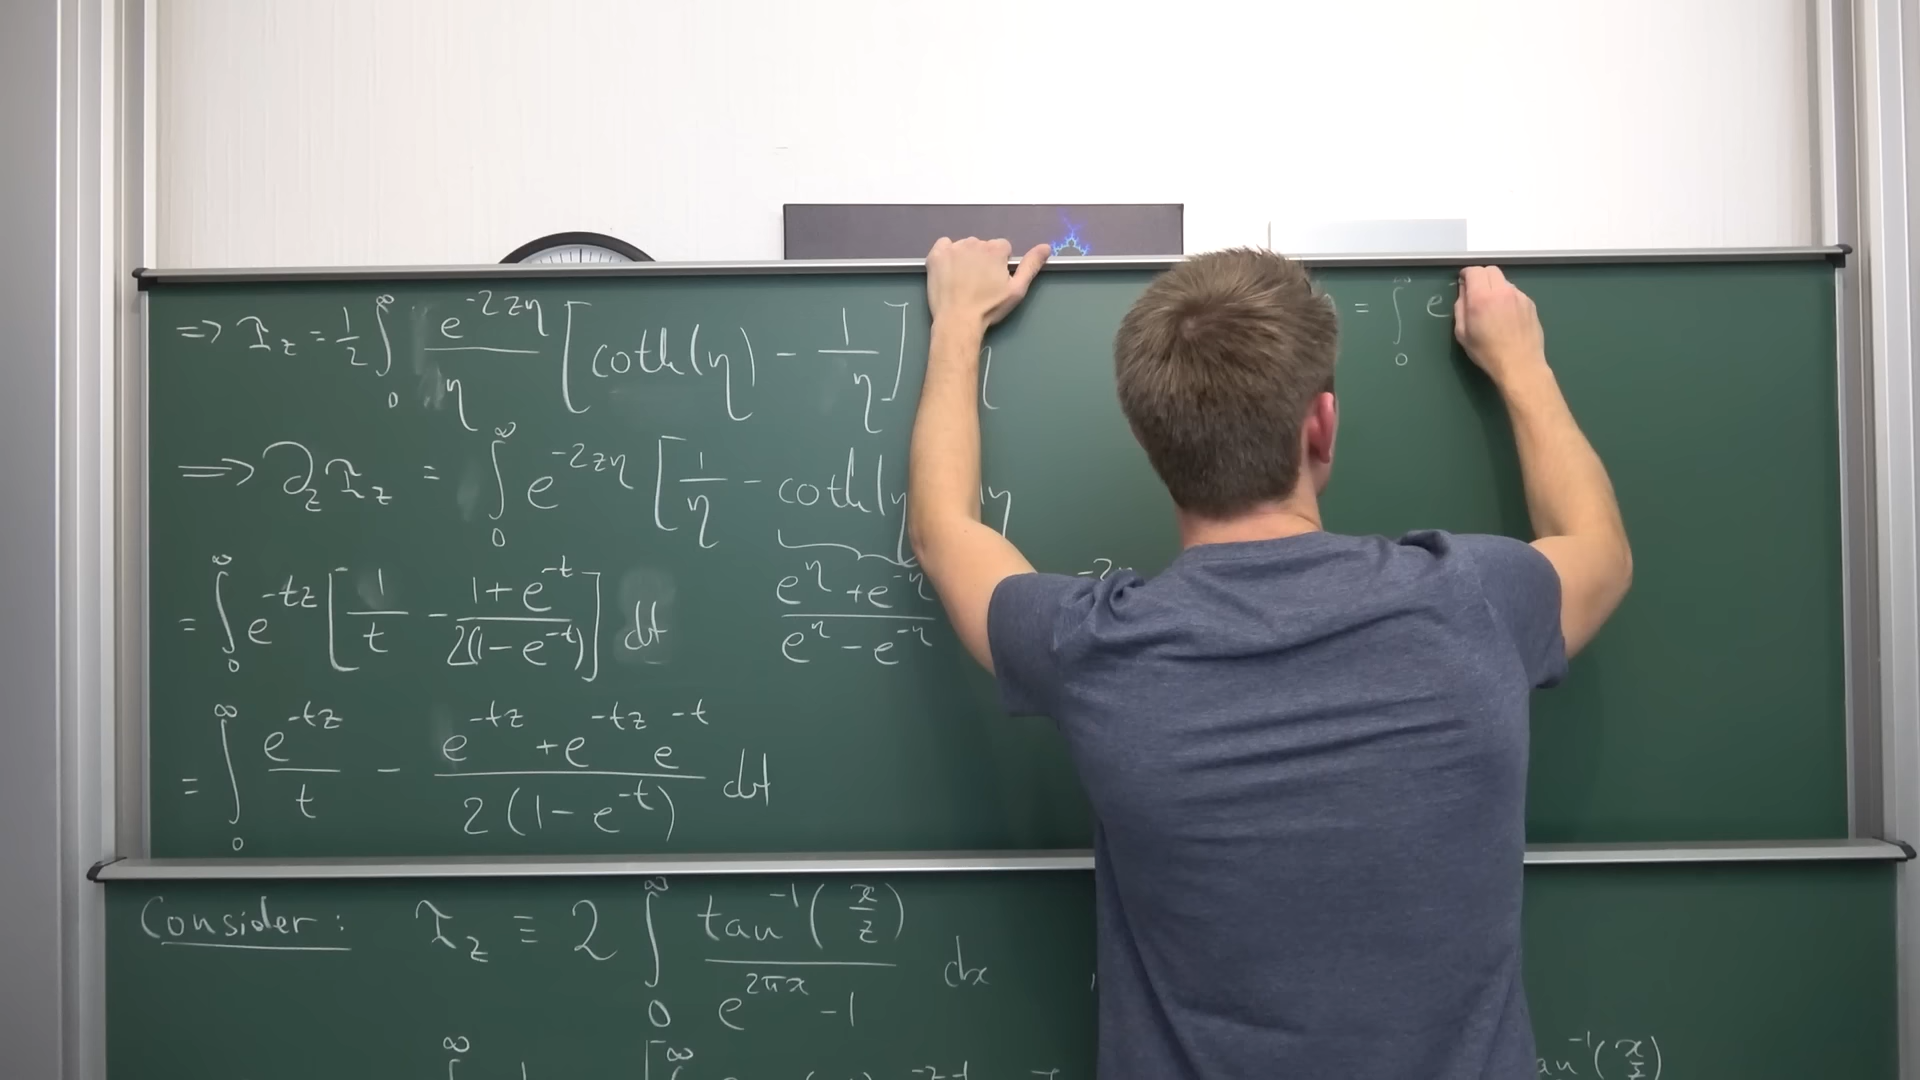 => I_z = 1/2 ∫_0^∞ e^{-2zη}/η [coth(η) - 1/η] η
= ∫_0^∞ e^-
=> ∂_z I_z = ∫_0^∞ e^{-2zη} [1/η - coth(η η
= ∫_0^∞ e^{-tz} [1/t - (1+e^{-t})/(2(1-e^{-t}))] dt
(e^η + e^{-η})/(e^η - e^{-η})
-2η
= ∫_0^∞ e^{-tz}/t - (e^{-tz} + e^{-tz} e^{-t})/(2(1-e^{-t})) dt
Consider: I_z ≡ 2 ∫_0^∞ tan^{-1}(x/z)/(e^{2πx} - 1) dx